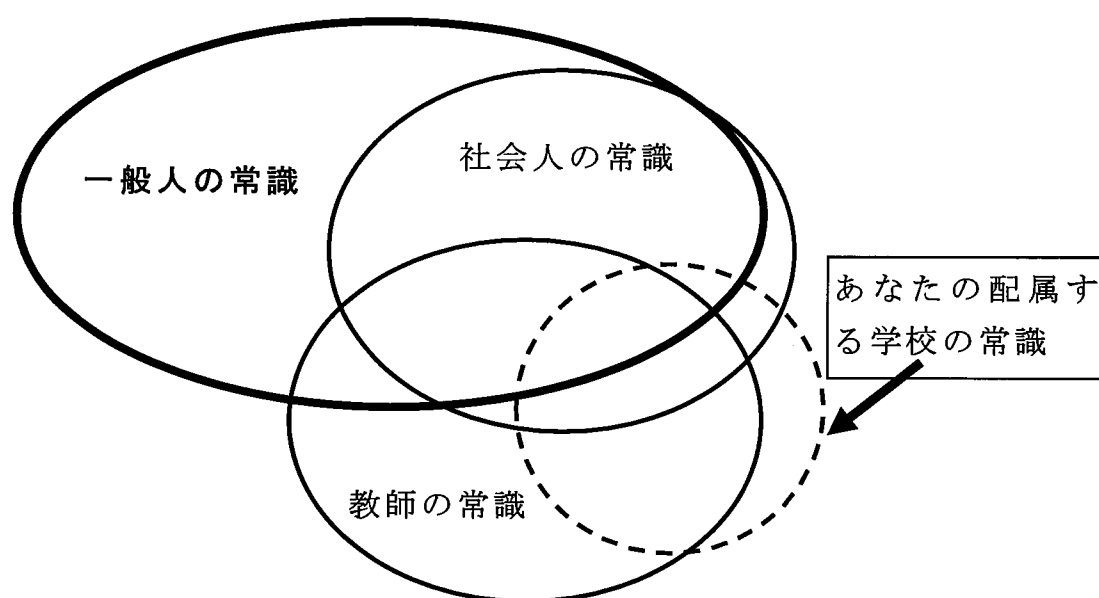 一般人の常識
社会人の常識
あなたの配属す
る学校の常識
教師の常識